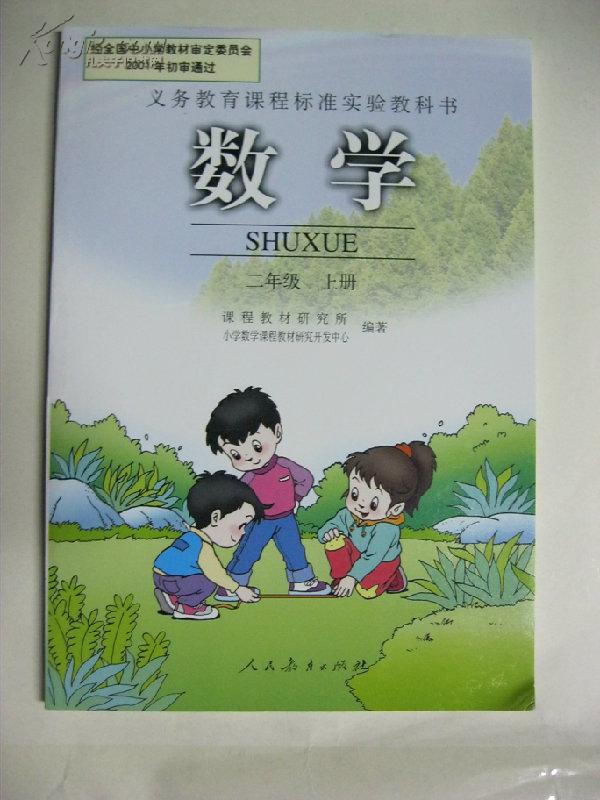 经全国中小学教材审定委员会
2001年初审通过
义务教育课程标准实验教科书
数学
SHUXUE
二年级 上册
课程教材研究所
小学数学课程教材研究开发中心
编著
人民教育出版社